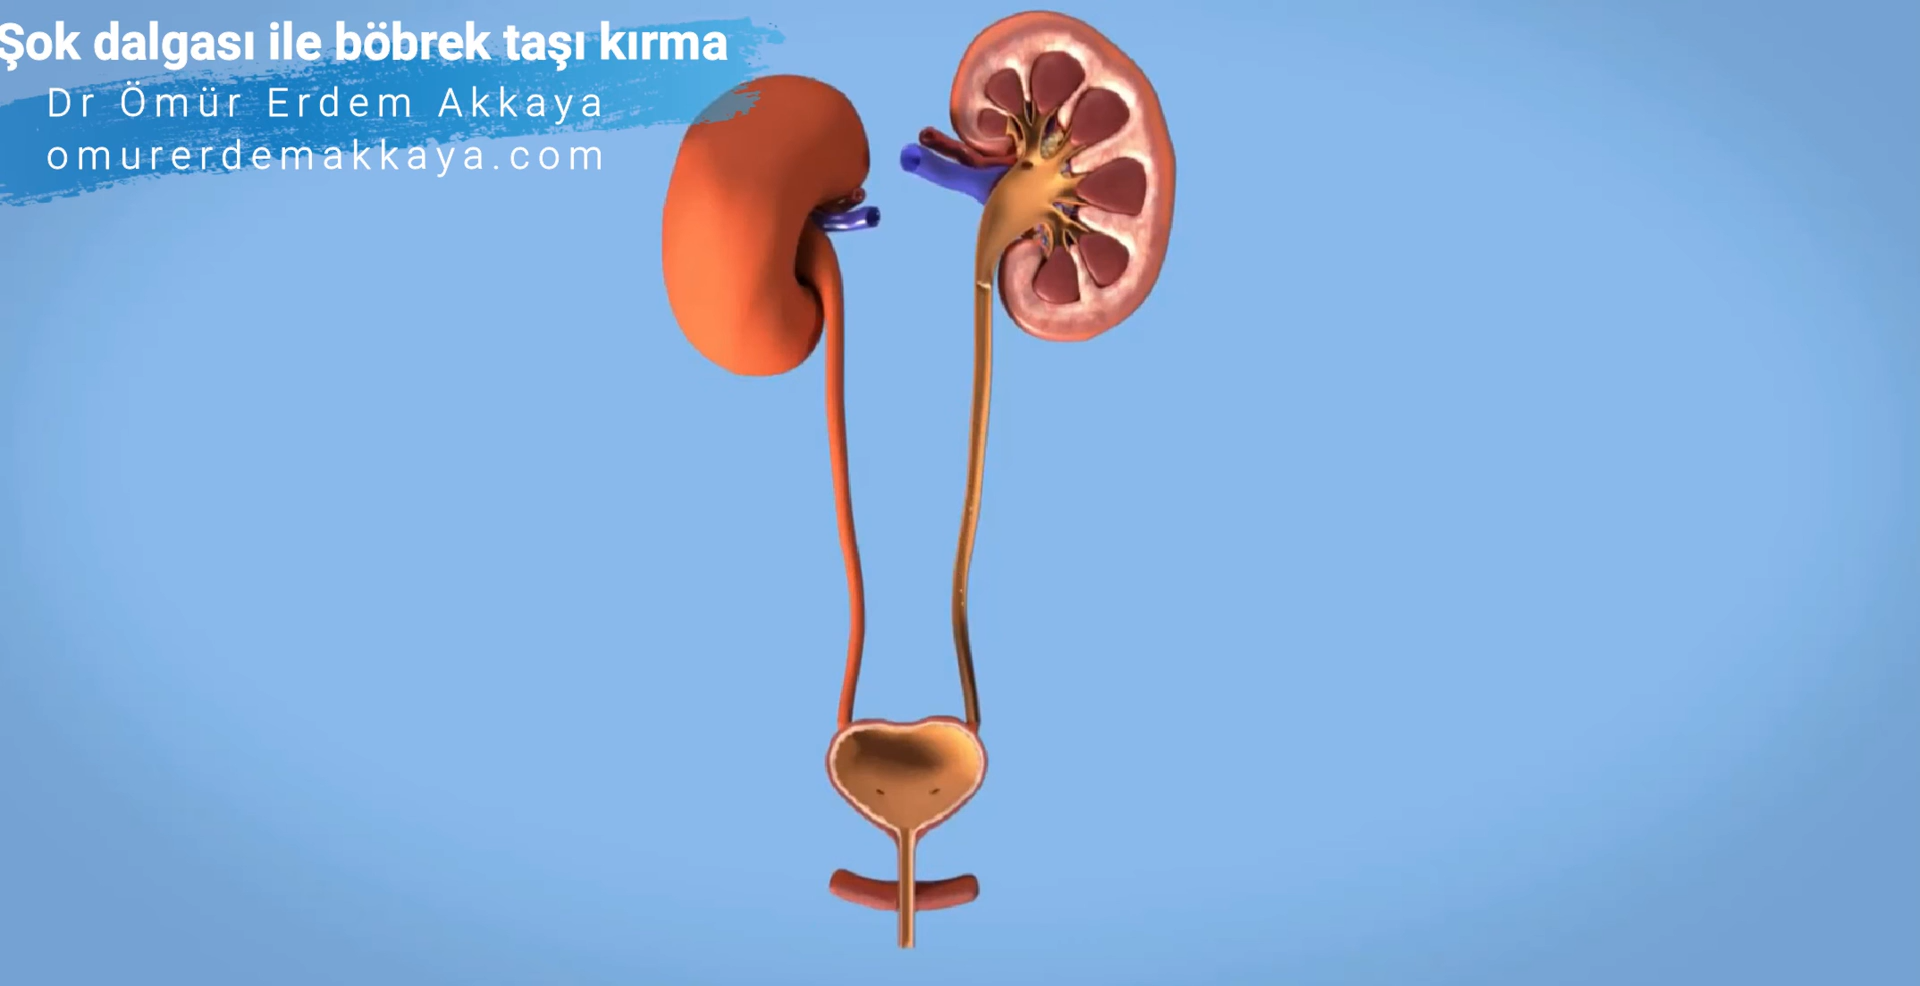 Şok dalgası ile böbrek taşı kırma
Dr Ömür Erdem Akkaya
omurerdemakkaya.com